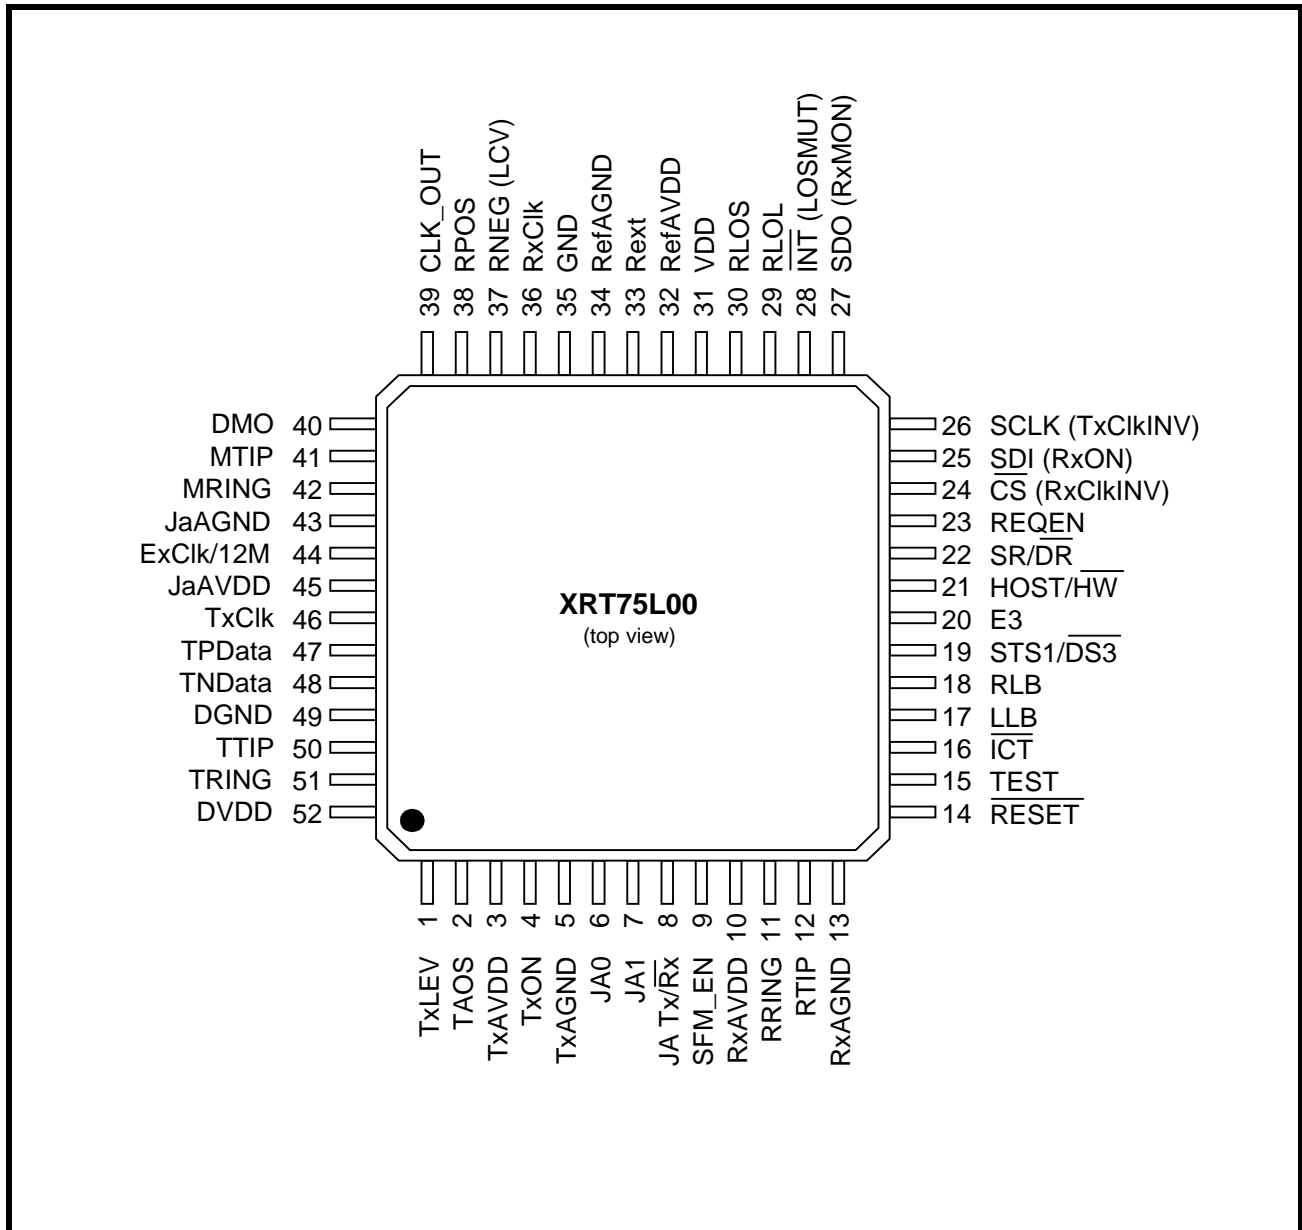 39 CLK_OUT
38 RPOS
37 RNEG (LCV)
36 RxClk
35 GND
34 RefAGND
33 Rext
32 RefAVDD
31 VDD
30 RLOS
29 RLOL
28 INT (LOSMUT)
27 SDO (RxMON)
DMO 40
MTIP 41
MRING 42
JaAGND 43
ExClk/12M 44
JaAVDD 45
TxClk 46
TPData 47
TNData 48
DGND 49
TTIP 50
TRING 51
DVDD 52
XRT75L00
(top view)
26 SCLK (TxClkINV)
25 SDI (RxON)
24 CS (RxClkINV)
23 REQEN
22 SR/DR
21 HOST/HW
20 E3
19 STS1/DS3
18 RLB
17 LLB
16 ICT
15 TEST
14 RESET
TxLEV 1
TAOS 2
TxAVDD 3
TxON 4
TxAGND 5
JA0 6
JA1 7
JA Tx/Rx 8
SFM_EN 9
RxAVDD 10
RRING 11
RTIP 12
RxAGND 13